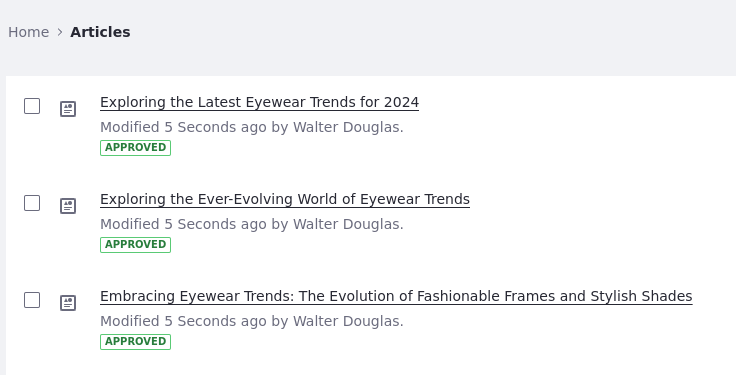 Home > Articles
Exploring the Latest Eyewear Trends for 2024
Modified 5 Seconds ago by Walter Douglas.
APPROVED
Exploring the Ever-Evolving World of Eyewear Trends
Modified 5 Seconds ago by Walter Douglas.
APPROVED
Embracing Eyewear Trends: The Evolution of Fashionable Frames and Stylish Shades
Modified 5 Seconds ago by Walter Douglas.
APPROVED